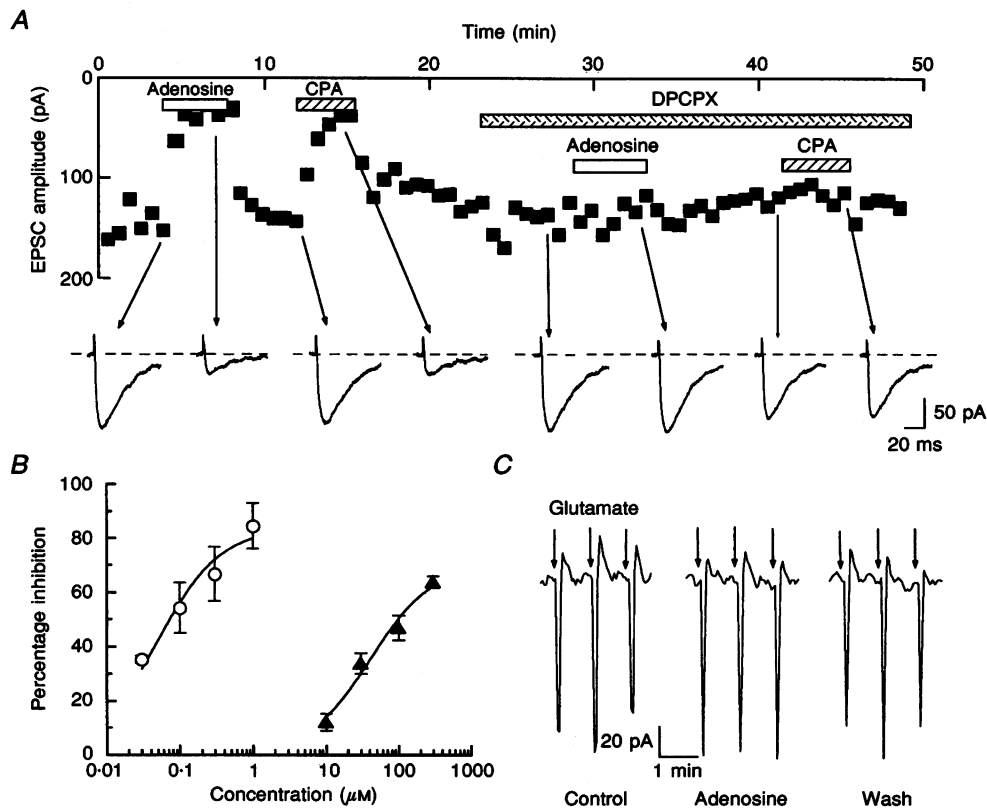 A
Time (min)
0 10 20 30 40 50
EPSC amplitude (pA)
0
100
200
Adenosine
CPA
DPCPX
Adenosine
CPA
50 pA
20 ms
B
Percentage inhibition
100
80
60
40
20
0
0·01 0·1 1 10 100 1000
Concentration (μM)
C
Glutamate
20 pA
1 min
Control
Adenosine
Wash